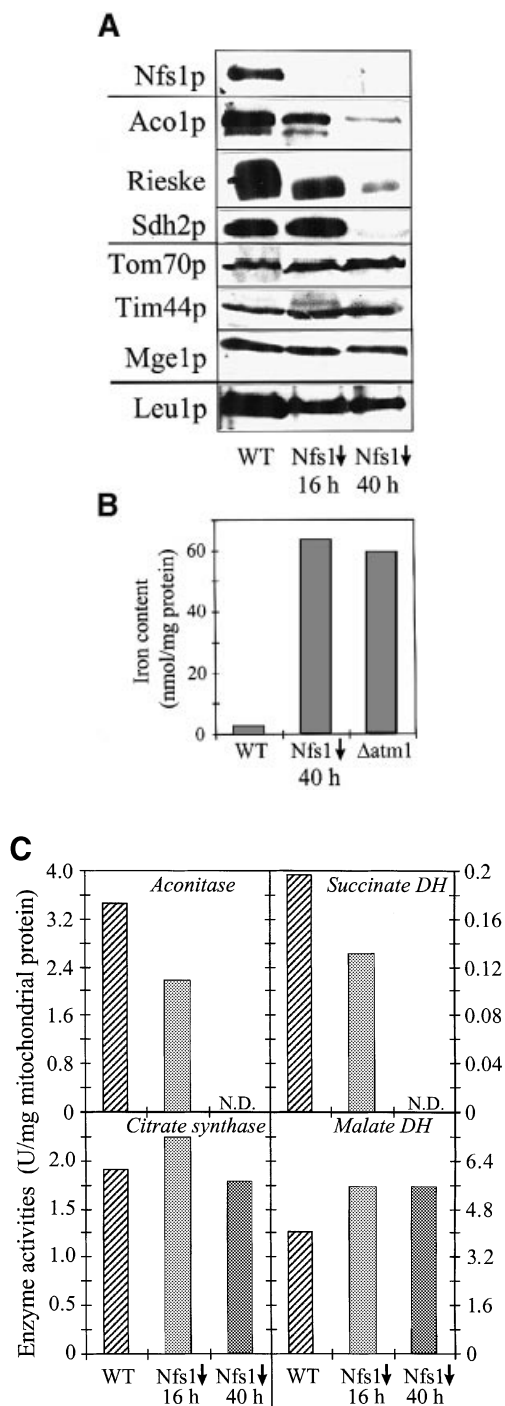 A
Nfs1p
Aco1p
Rieske
Sdh2p
Tom70p
Tim44p
Mge1p
Leu1p
WT Nfs1↓ Nfs1↓
16 h 40 h
B
Iron content
(nmol/mg protein)
60
40
20
0
WT Nfs1↓ Δatm1
40 h
C
Enzyme activities (U/mg mitochondrial protein)
4.0 Aconitase Succinate DH 0.2
3.2 0.16
2.4 0.12
1.6 0.08
0.8 0.04
0 N.D. N.D. 0
Citrate synthase Malate DH
2.0 6.4
1.5 4.8
1.0 3.2
0.5 1.6
0 0
WT Nfs1↓ Nfs1↓ WT Nfs1↓ Nfs1↓
16 h 40 h 16 h 40 h